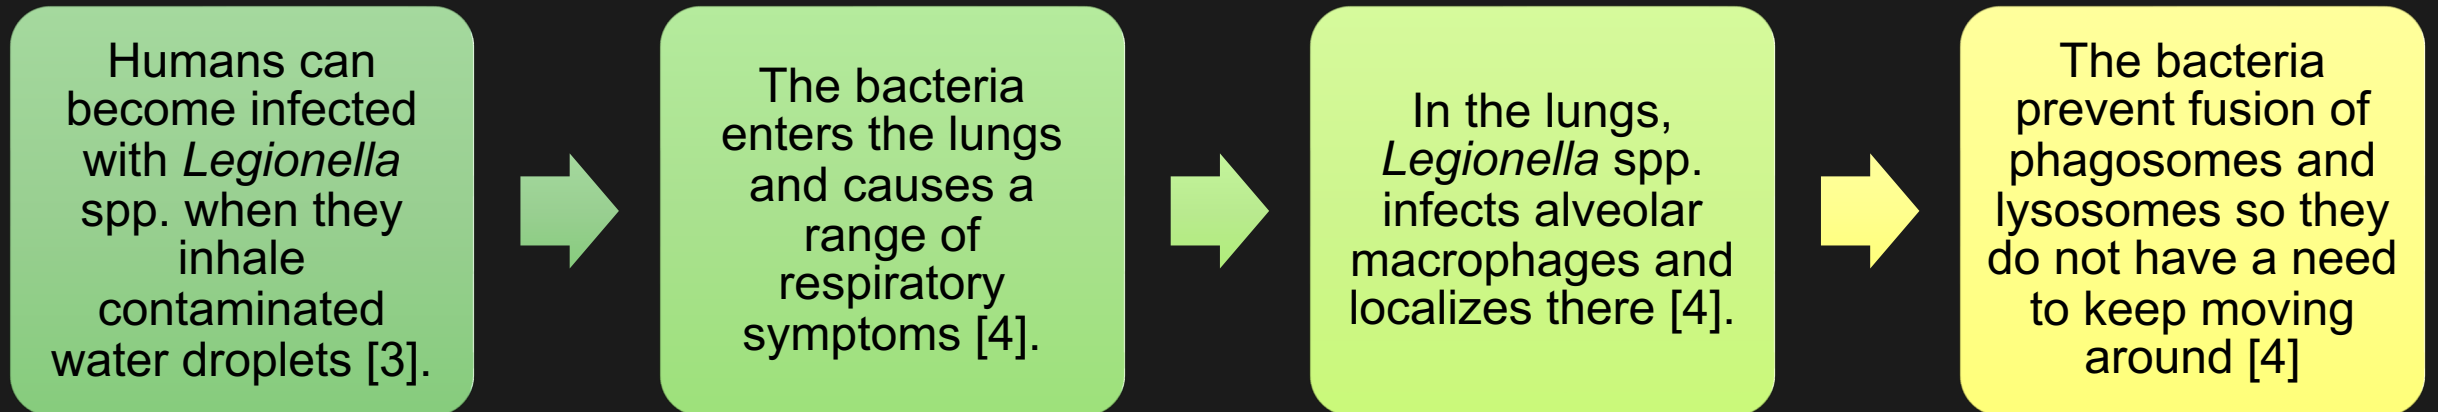 Humans can
become infected
with Legionella
spp. when they
inhale
contaminated
water droplets [3].
The bacteria
enters the lungs
and causes a
range of
respiratory
symptoms [4].
In the lungs,
Legionella spp.
infects alveolar
macrophages and
localizes there [4].
The bacteria
prevent fusion of
phagosomes and
lysosomes so they
do not have a need
to keep moving
around [4]